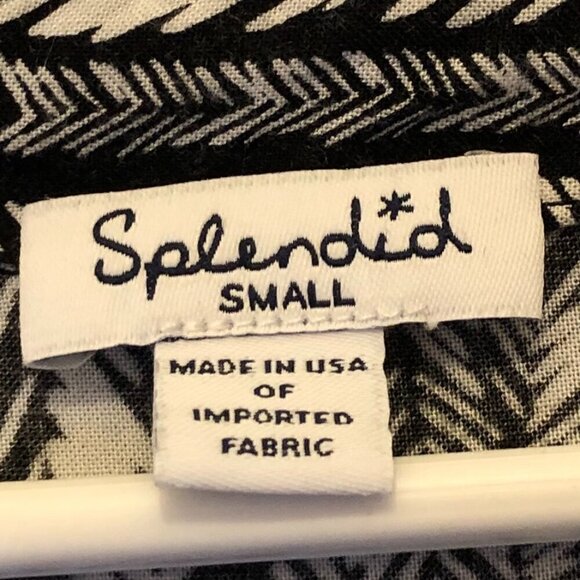 Splendid
SMALL
MADE IN USA
OF
IMPORTED
FABRIC